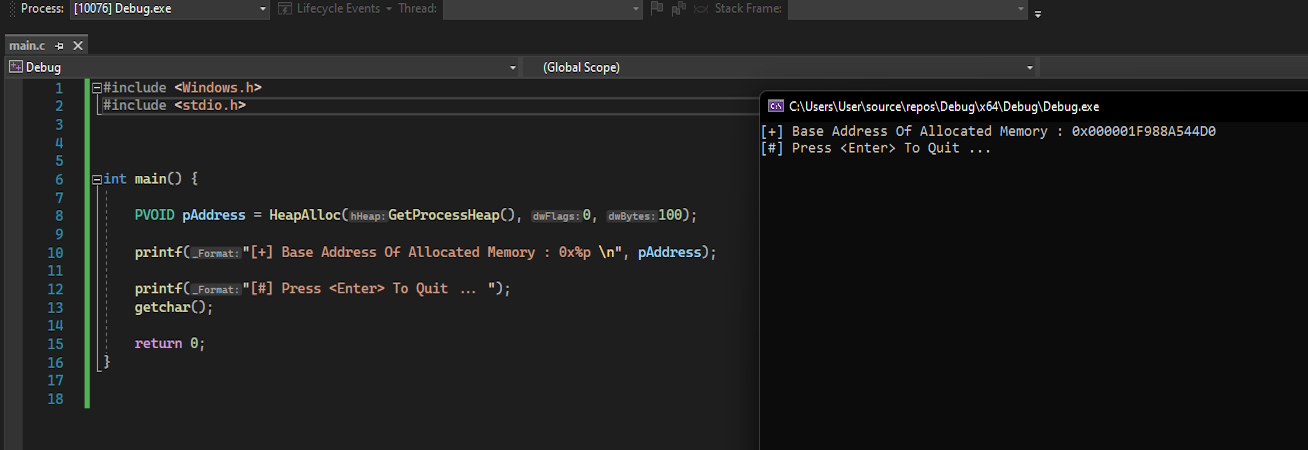 Process: [10076] Debug.exe Lifecycle Events Thread: Stack Frame:
main.c
Debug (Global Scope)
1 #include <Windows.h>
2 #include <stdio.h>
3
4
5
6 int main() {
7
8 PVOID pAddress = HeapAlloc(hHeap:GetProcessHeap(), dwFlags:0, dwBytes:100);
9
10 printf(_Format:"[+] Base Address Of Allocated Memory : 0x%p \n", pAddress);
11
12 printf(_Format:"[#] Press <Enter> To Quit ... ");
13 getchar();
14
15 return 0;
16 }
17
18
C:\Users\User\source\repos\Debug\x64\Debug\Debug.exe
[+] Base Address Of Allocated Memory : 0x000001F988A544D0
[#] Press <Enter> To Quit ...